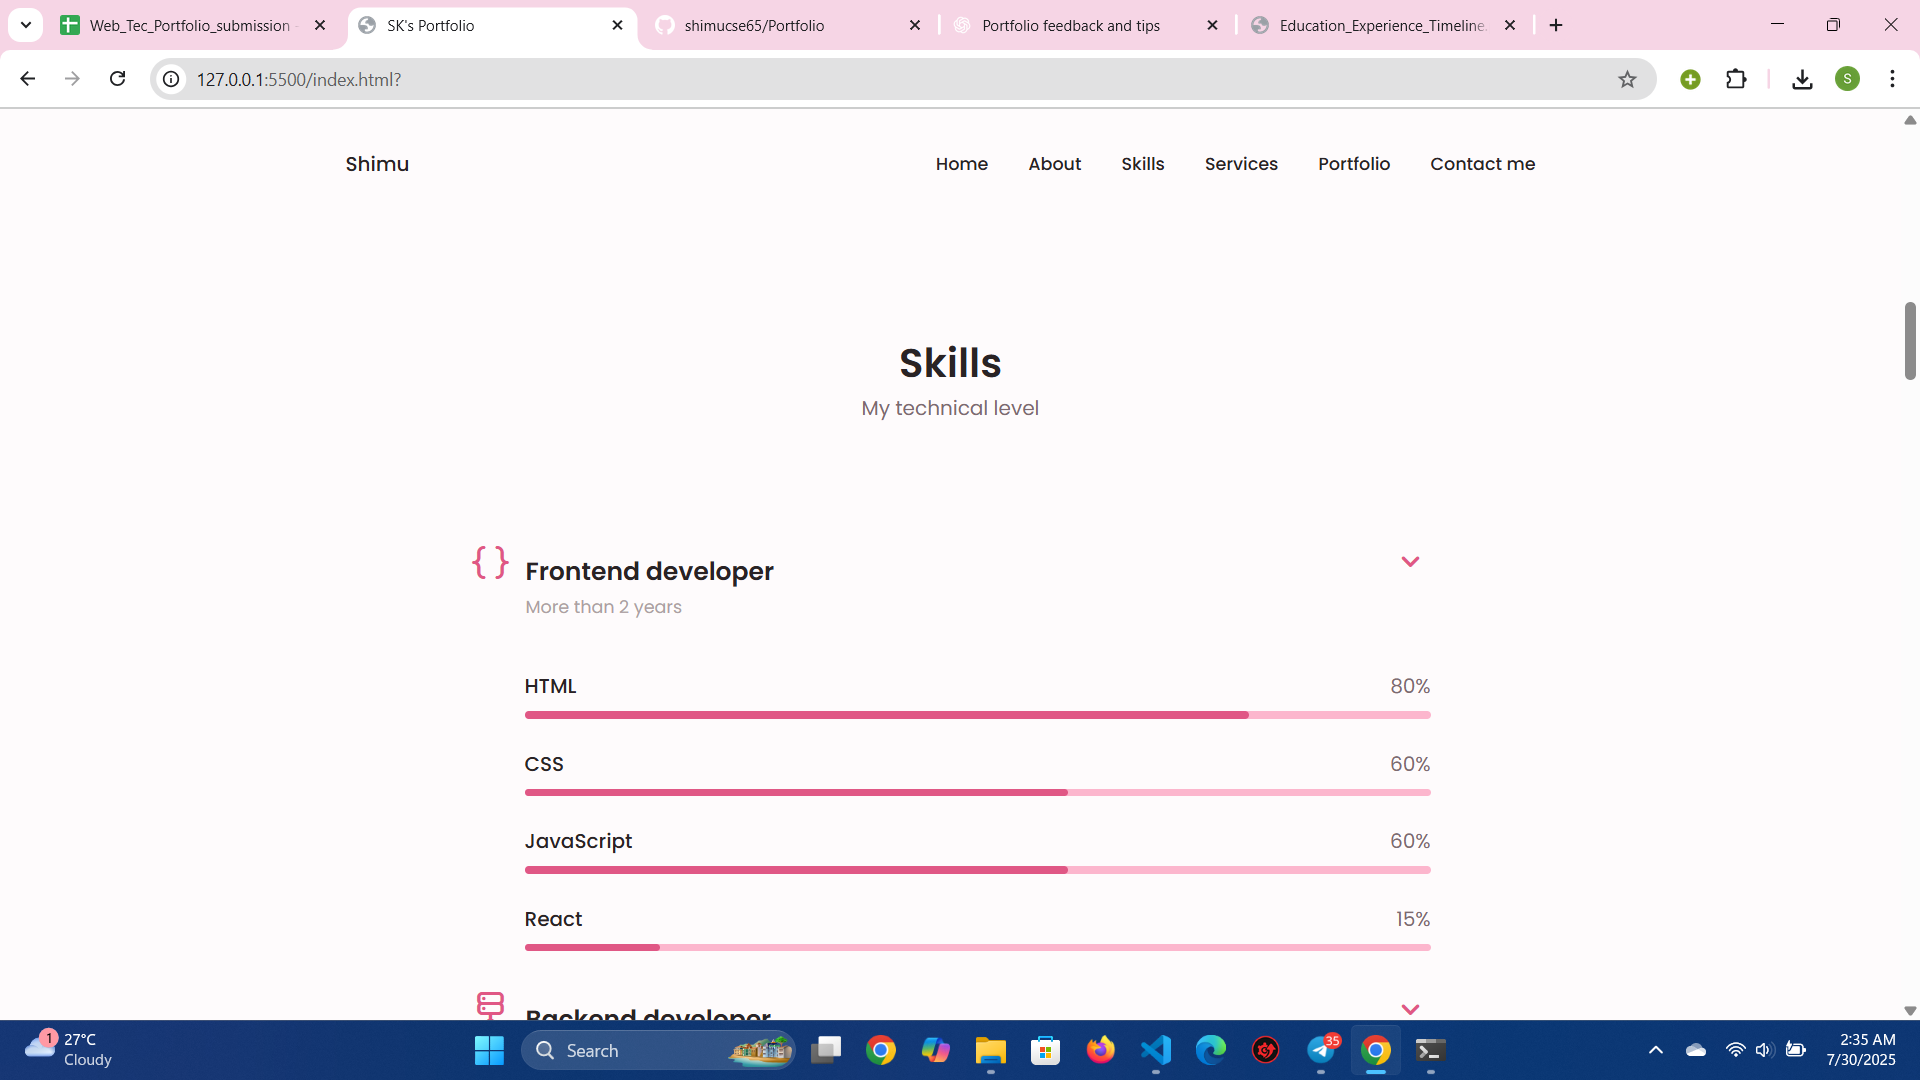 Web_Tec_Portfolio_submission
SK's Portfolio
shimucse65/Portfolio
Portfolio feedback and tips
Education_Experience_Timeline.
127.0.0.1:5500/index.html?
S
Shimu
Home
About
Skills
Services
Portfolio
Contact me
Skills
My technical level
{ }
Frontend developer
More than 2 years
HTML
80%
CSS
60%
JavaScript
60%
React
15%
Backend developer
1
27°C
Cloudy
Search
35
2:35 AM
7/30/2025